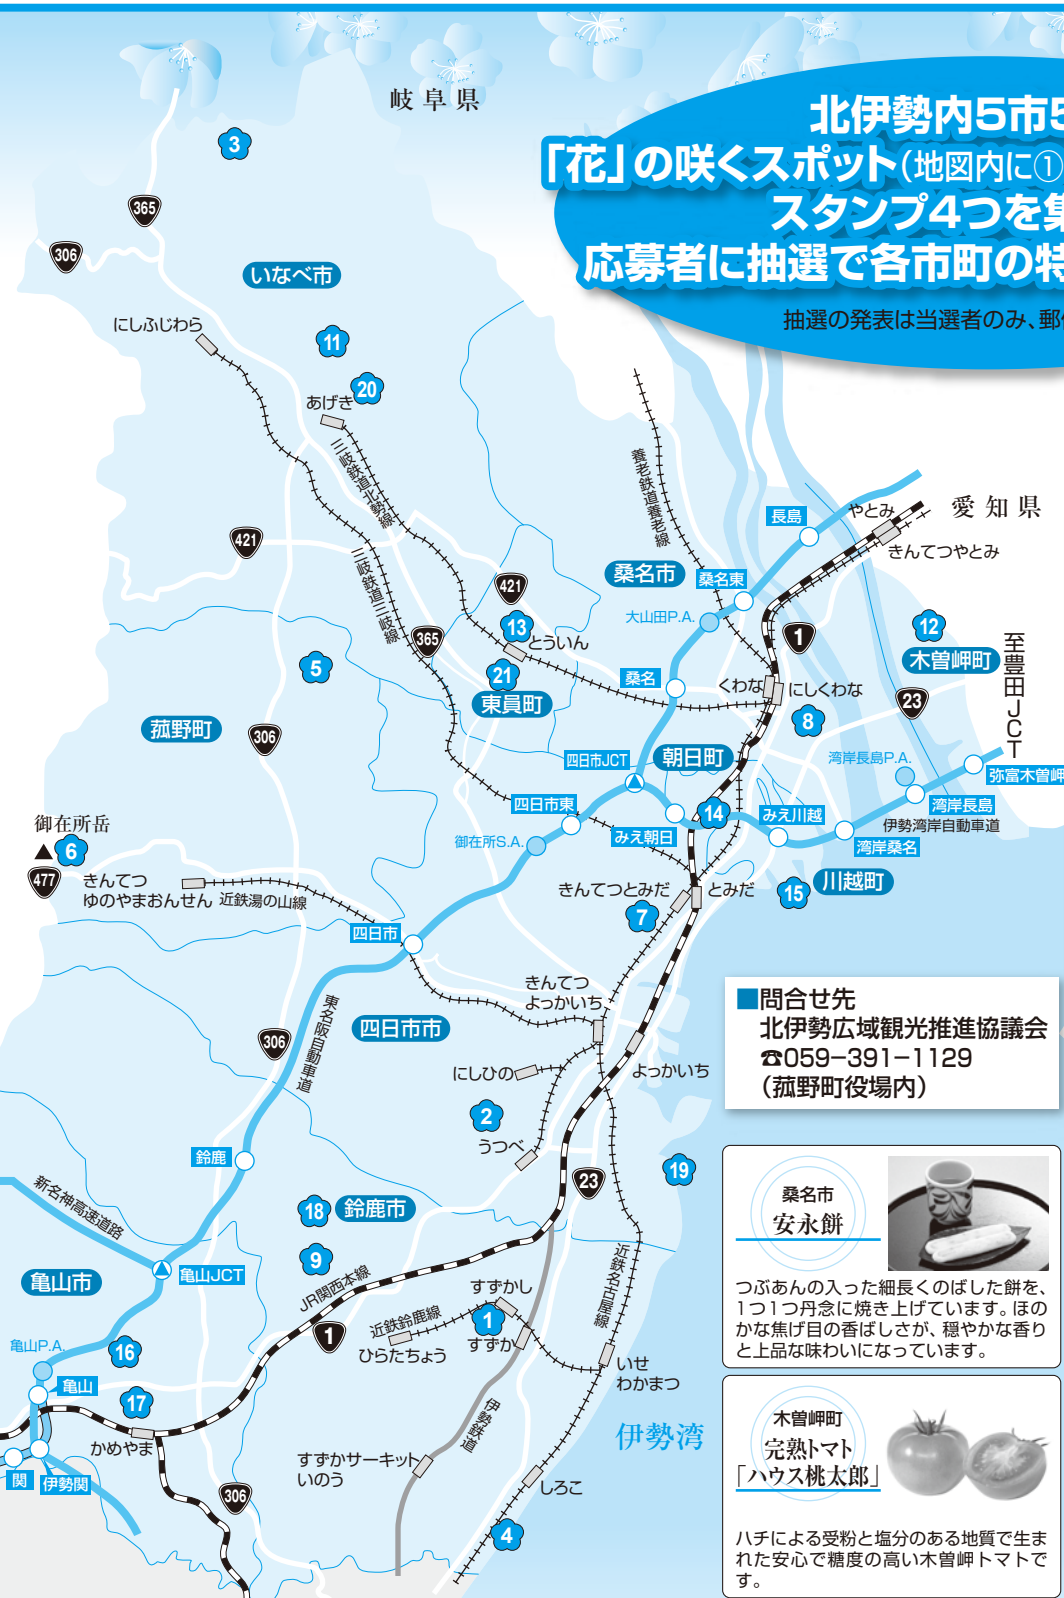 岐阜県
北伊勢内5市5
「花」の咲くスポット(地図内に①
スタンプ4つを集
応募者に抽選で各市町の特
抽選の発表は当選者のみ、郵
3
365
306
いなべ市
にしふじわら
11
20
あげき
三岐鉄道北勢線
三岐鉄道三岐線
養老鉄道養老線
長島
やとみ
愛知県
きんてつやとみ
421
桑名市
桑名東
大山田P.A.
421
13
とういん
365
1
12
木曽岬町
至豊田JCT
5
21
東員町
桑名
くわな
にしくわな
23
8
菰野町
306
四日市JCT
朝日町
湾岸長島P.A.
弥富木曽岬
四日市東
14
みえ川越
湾岸長島
伊勢湾岸自動車道
御在所岳
6
御在所S.A.
みえ朝日
湾岸桑名
477
きんてつ
ゆのやまおんせん
近鉄湯の山線
きんてつとみだ
とみだ
15
川越町
7
四日市
きんてつ
よっかいち
東名阪自動車道
四日市市
306
にしひの
よっかいち
■問合せ先
北伊勢広域観光推進協議会
☎059−391−1129
(菰野町役場内)
2
うつべ
鈴鹿
23
19
新名神高速道路
18
鈴鹿市
9
亀山市
亀山JCT
JR関西本線
近鉄名古屋線
桑名市
安永餅
つぶあんの入った細長くのばした餅を、
1つ1つ丹念に焼き上げています。ほの
かな焦げ目の香ばしさが、穏やかな香り
と上品な味わいになっています。
すずかし
近鉄鈴鹿線
1
1
ひらたちょう
すずか
亀山P.A.
16
いせ
わかまつ
亀山
17
伊勢鉄道
伊勢湾
かめやま
すずかサーキット
いのう
関
伊勢関
306
しろこ
4
木曽岬町
完熟トマト
「ハウス桃太郎」
ハチによる受粉と塩分のある地質で生ま
れた安心で糖度の高い木曽岬トマトで
す。